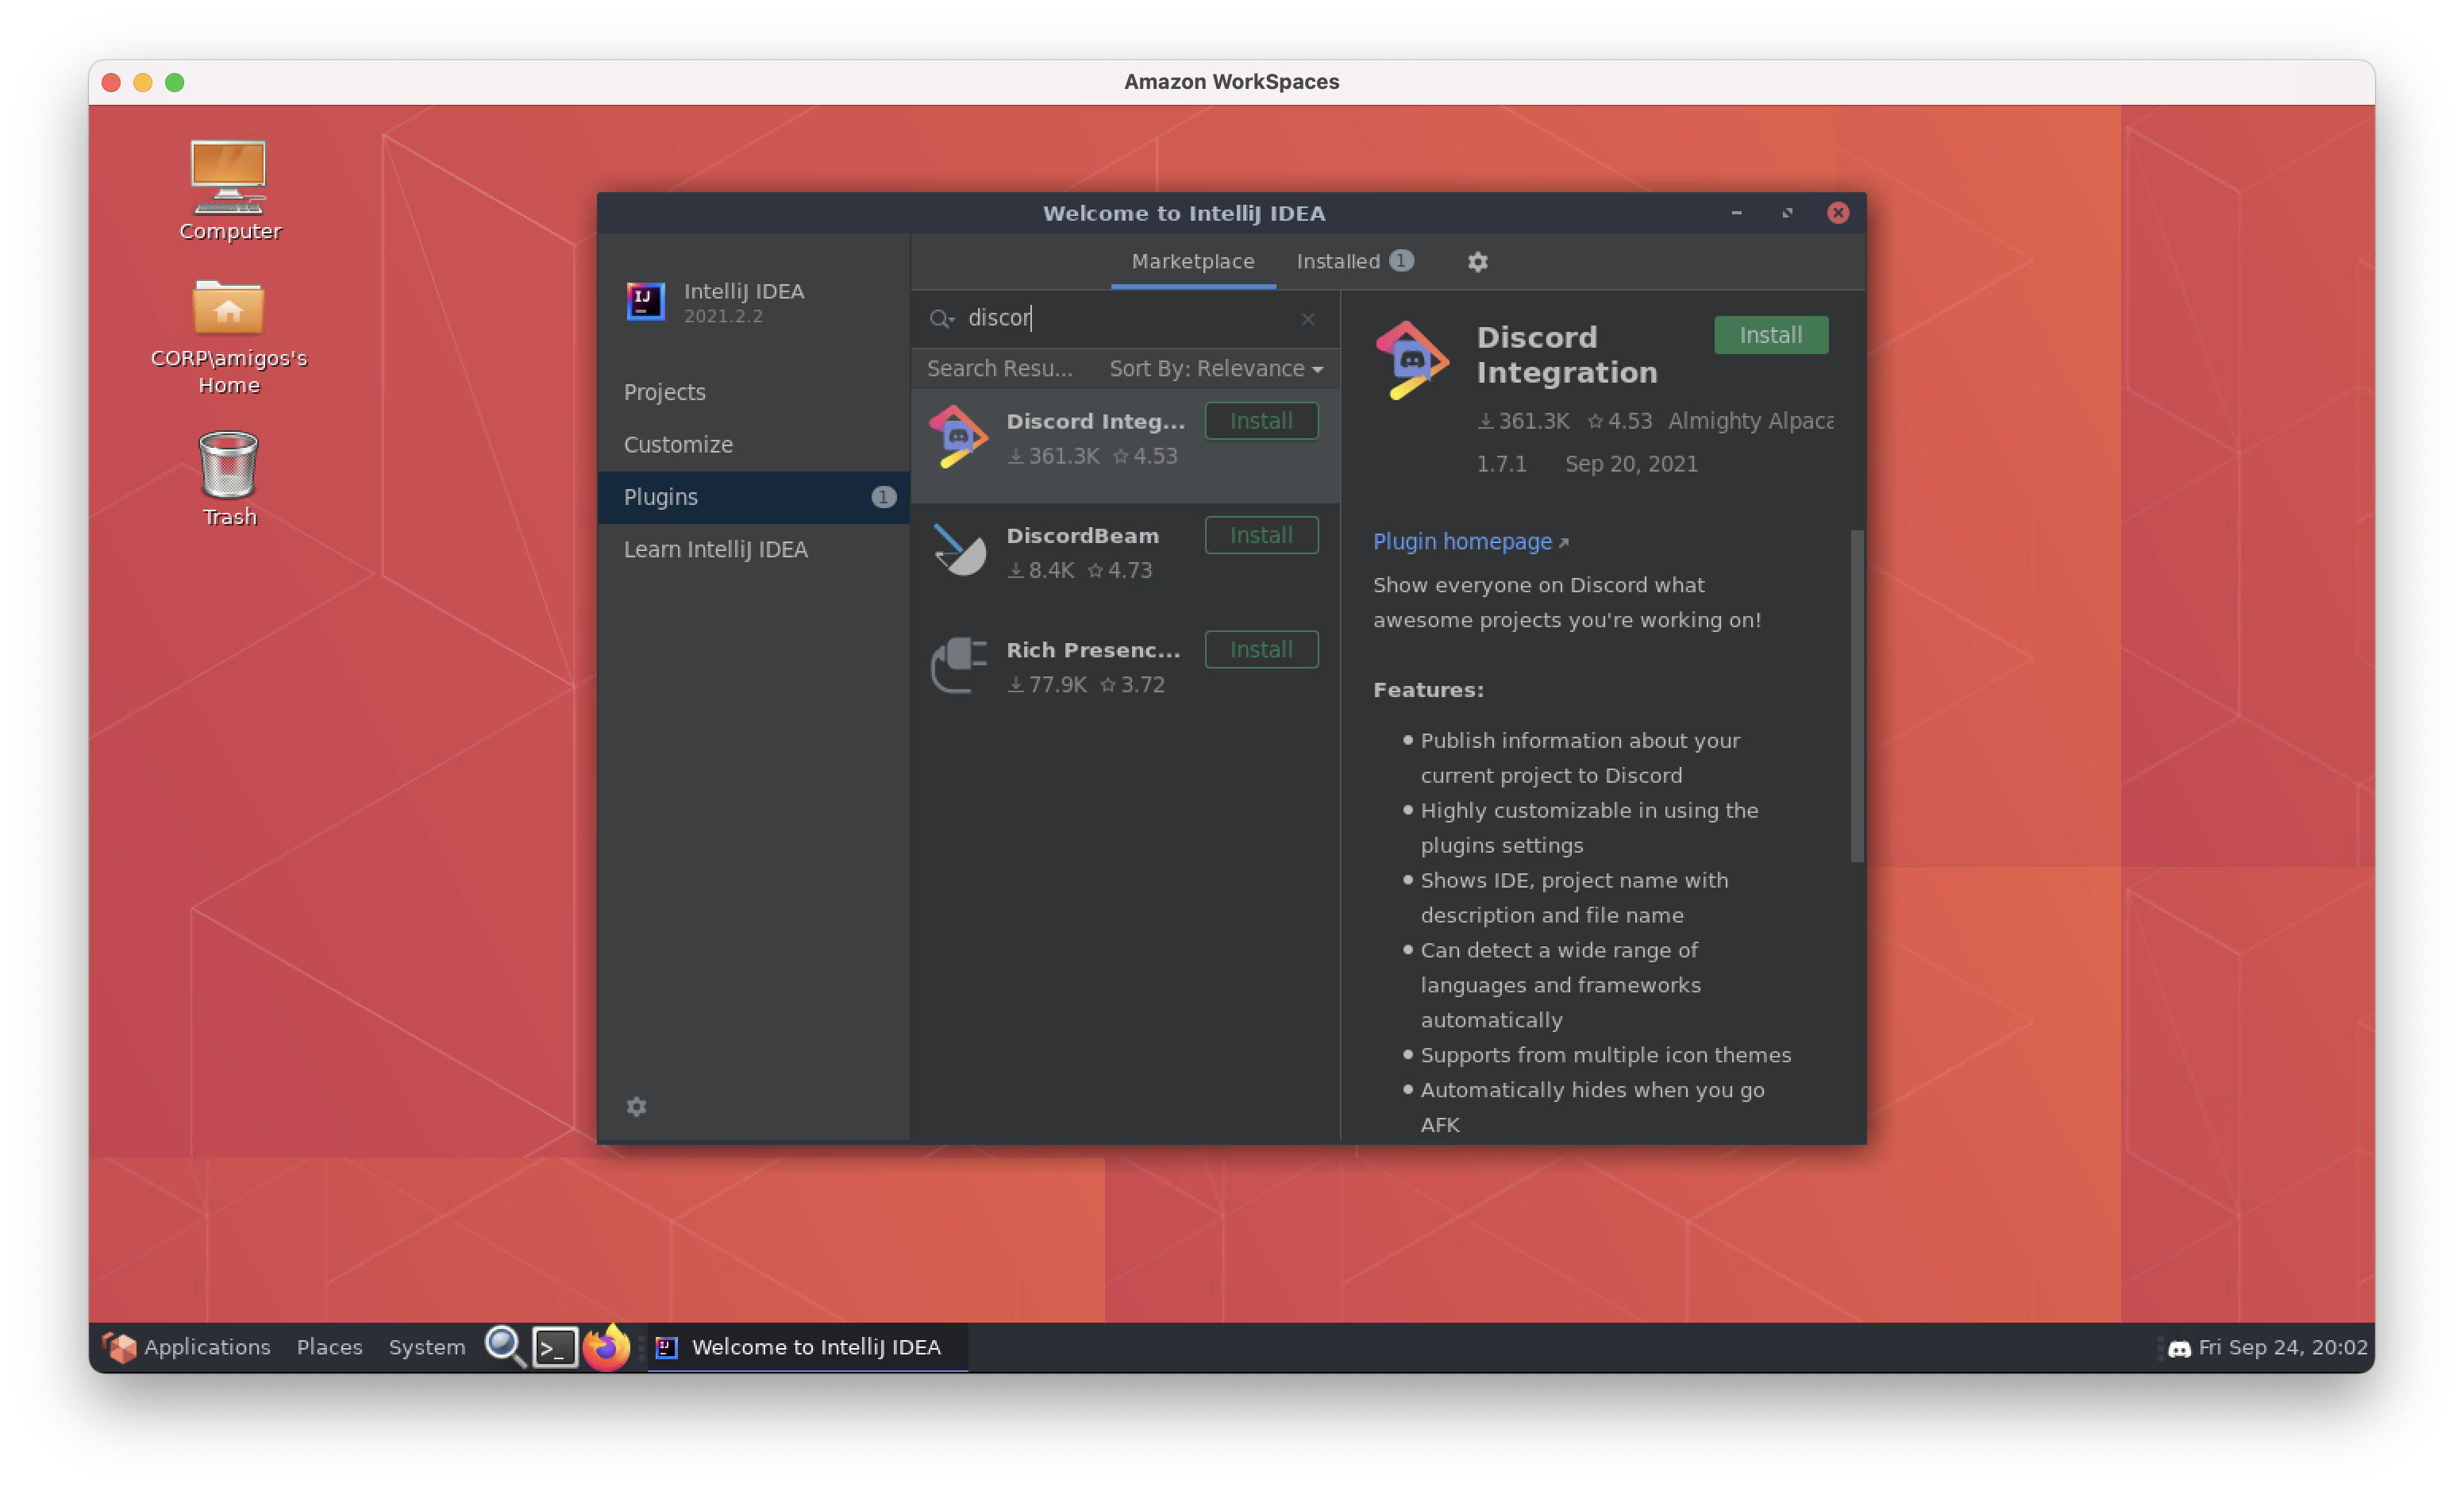 Amazon WorkSpaces
Computer
CORP\amigos's
Home
Trash
Welcome to IntelliJ IDEA
IntelliJ IDEA
2021.2.2
Projects
Customize
Plugins 1
Learn IntelliJ IDEA
Marketplace Installed 1
discor
Search Resu... Sort By: Relevance
Discord Integ... Install
361.3K 4.53
DiscordBeam Install
8.4K 4.73
Rich Presenc... Install
77.9K 3.72
Discord
Integration
Install
361.3K 4.53 Almighty Alpaca
1.7.1 Sep 20, 2021
Plugin homepage
Show everyone on Discord what
awesome projects you're working on!
Features:
Publish information about your
current project to Discord
Highly customizable in using the
plugins settings
Shows IDE, project name with
description and file name
Can detect a wide range of
languages and frameworks
automatically
Supports from multiple icon themes
Automatically hides when you go
AFK
Applications Places System Welcome to IntelliJ IDEA Fri Sep 24, 20:02